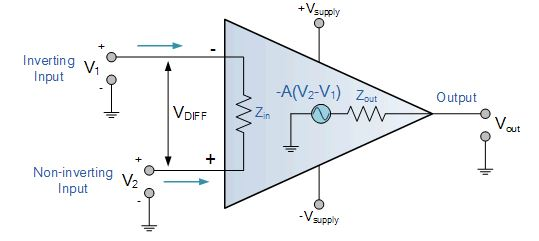 +Vsupply
Inverting
Input
+
V1
-
-
VDIFF
Zin
-A(V2-V1)
Zout
Output
Vout
Non-inverting
Input
+
V2
-
+
-Vsupply